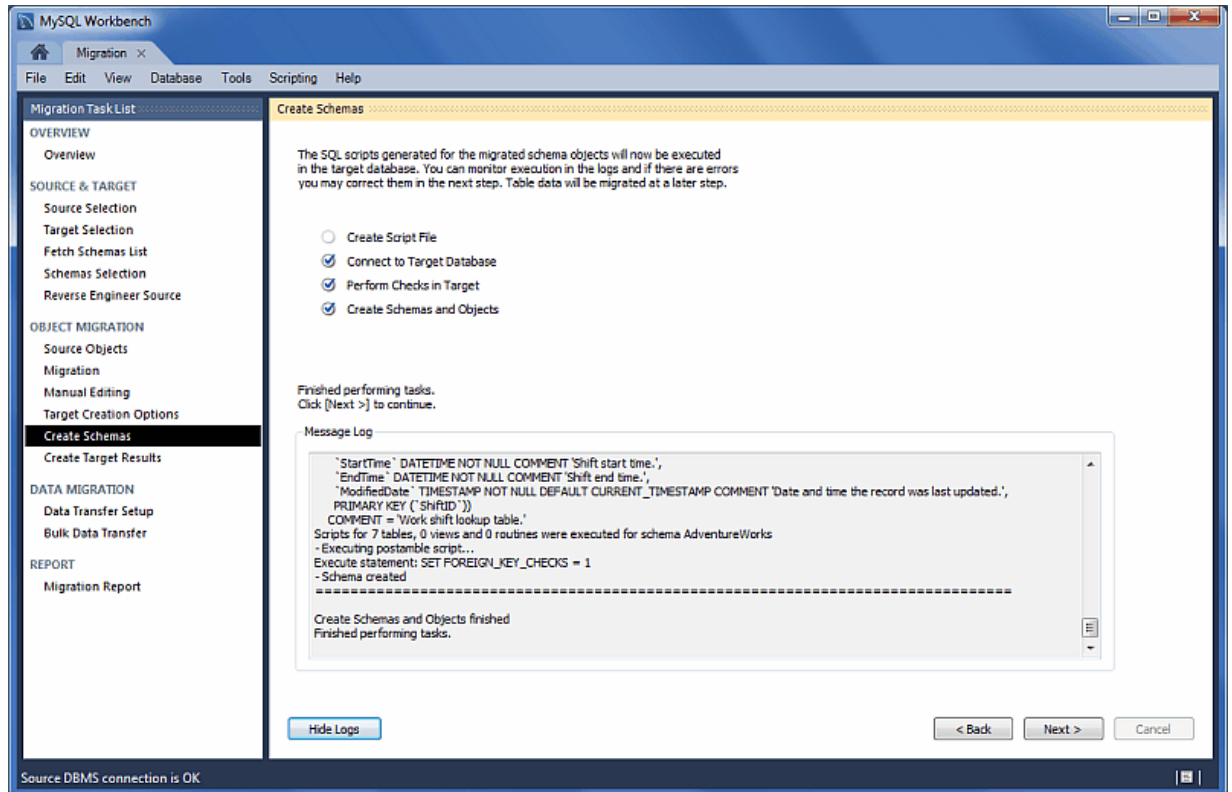 MySQL Workbench
Migration ×
File Edit View Database Tools Scripting Help
Migration Task List
OVERVIEW
Overview
SOURCE & TARGET
Source Selection
Target Selection
Fetch Schemas List
Schemas Selection
Reverse Engineer Source
OBJECT MIGRATION
Source Objects
Migration
Manual Editing
Target Creation Options
Create Schemas
Create Target Results
DATA MIGRATION
Data Transfer Setup
Bulk Data Transfer
REPORT
Migration Report
Create Schemas
The SQL scripts generated for the migrated schema objects will now be executed
in the target database. You can monitor execution in the logs and if there are errors
you may correct them in the next step. Table data will be migrated at a later step.
Create Script File
Connect to Target Database
Perform Checks in Target
Create Schemas and Objects
Finished performing tasks.
Click [Next >] to continue.
Message Log
`StartTime` DATETIME NOT NULL COMMENT 'Shift start time.',
`EndTime` DATETIME NOT NULL COMMENT 'Shift end time.',
`ModifiedDate` TIMESTAMP NOT NULL DEFAULT CURRENT_TIMESTAMP COMMENT 'Date and time the record was last updated.',
PRIMARY KEY (`ShiftID`))
COMMENT = 'Work shift lookup table.'
Scripts for 7 tables, 0 views and 0 routines were executed for schema AdventureWorks
- Executing postamble script...
Execute statement: SET FOREIGN_KEY_CHECKS = 1
- Schema created
================================================================================
Create Schemas and Objects finished
Finished performing tasks.
Hide Logs
< Back Next > Cancel
Source DBMS connection is OK